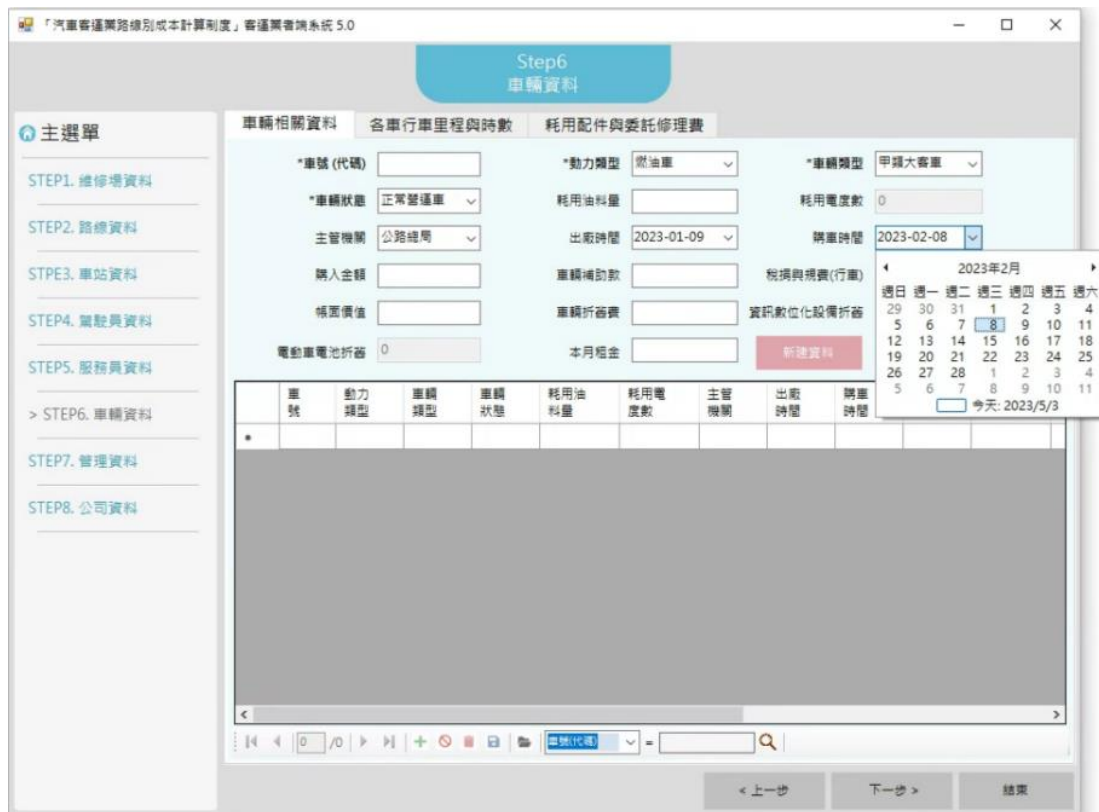 「汽車客運業路線別成本計算制度」客運業者端系統 5.0
Step6
車輛資料
主選單
STEP1. 維修場資料
STEP2. 路線資料
STPE3. 車站資料
STEP4. 駕駛員資料
STEP5. 服務員資料
> STEP6. 車輛資料
STEP7. 管理資料
STEP8. 公司資料
車輛相關資料 各車行車里程與時數 耗用配件與委託修理費
*車號 (代碼) *動力類型 燃油車 *車輛類型 甲類大客車
*車輛狀態 正常營運車 耗用油料量 耗用電度數 0
主管機關 公路總局 出廠時間 2023-01-09 購車時間 2023-02-08
購入金額 車輛補助款 稅捐與規費(行車)
帳面價值 車輛折舊費 資訊數位化設備折舊
電動車電池折舊 0 本月租金 新建資料
2023年2月
週日 週一 週二 週三 週四 週五 週六
29 30 31 1 2 3 4
5 6 7 8 9 10 11
12 13 14 15 16 17 18
19 20 21 22 23 24 25
26 27 28 1 2 3 4
5 6 7 8 9 10 11
今天: 2023/5/3
車號 動力類型 車輛類型 車輛狀態 耗用油料量 耗用電度數 主管機關 出廠時間 購車時間
*
0 /0 車號(代碼) =
< 上一步 下一步 > 結束